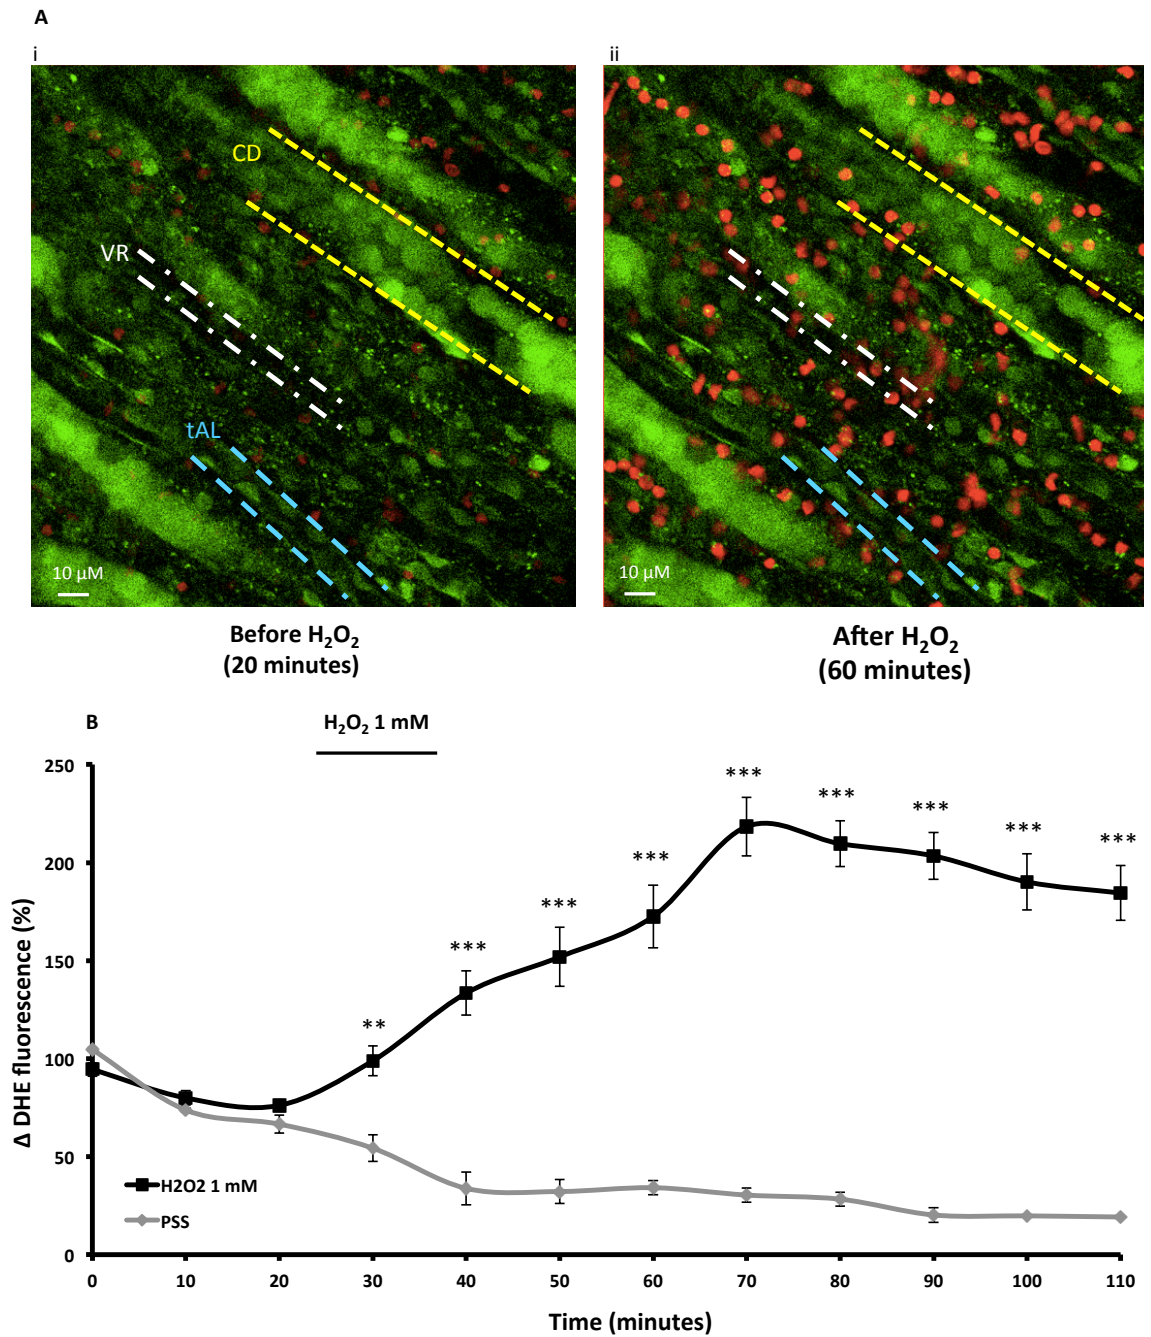 A
i
ii
CD
VR
tAL
10 µM
10 µM
Before H₂O₂
(20 minutes)
After H₂O₂
(60 minutes)
B
H₂O₂ 1 mM
250
200
150
100
50
0
Δ DHE fluorescence (%)
**
***
***
***
***
***
***
***
***
H2O2 1 mM
PSS
0 10 20 30 40 50 60 70 80 90 100 110
Time (minutes)